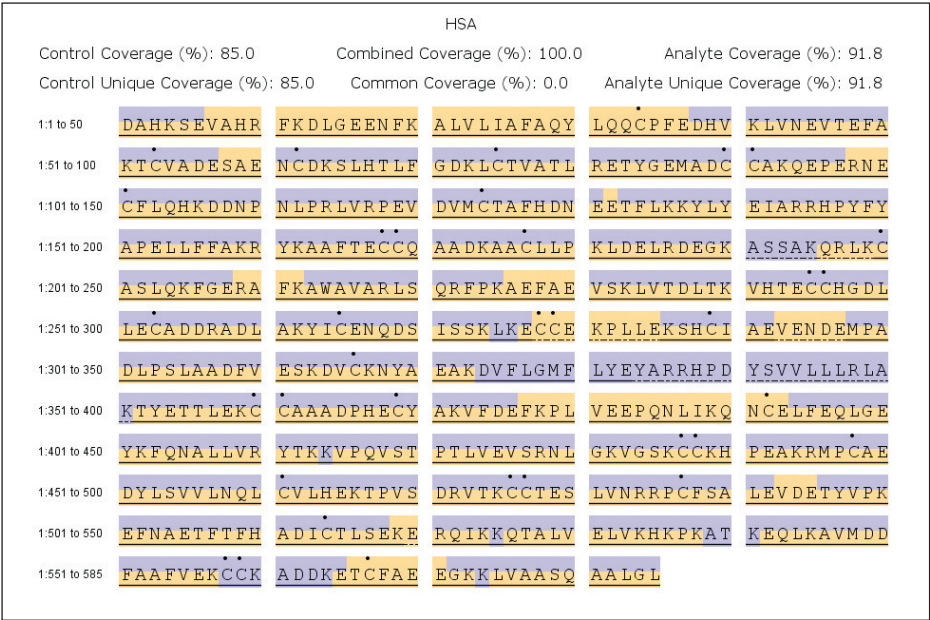 HSA
Control Coverage (%): 85.0 Combined Coverage (%): 100.0 Analyte Coverage (%): 91.8
Control Unique Coverage (%): 85.0 Common Coverage (%): 0.0 Analyte Unique Coverage (%): 91.8
1:1 to 50 DAHKSEVAHR FKDLGEENFK ALVLIAFAQY LQQCPFEDHV KLVNEVTEFA
1:51 to 100 KTCVADESAE NCDKSLHTLF GDKLCTVATL RETYGEMADC CAKQEPERNE
1:101 to 150 CFLQHKDDNP NLPRLVRPEV DVMCTAFHDN EETFLKKYLY EIARRHPYFY
1:151 to 200 APELLFFAKR YKAAFTECCQ AADKAACLLP KLDELRDEGK ASSAKQRLKC
1:201 to 250 ASLQKFGERA FKAWAVARLS QRFPKAEFAE VSKLVTDLTK VHTECCHGDL
1:251 to 300 LECADDRADL AKYICENQDS ISSKLKECCE KPLLEKSHCI AEVENDEMPA
1:301 to 350 DLPSLAADFV ESKDVCKNYA EAKDVFLGMF LYEYARRHPD YSVVLLLRLA
1:351 to 400 KTYETTLEKC CAAADPHECY AKVFDEFKPL VEEPQNLIKQ NCELFEQLGE
1:401 to 450 YKFQNALLVR YTKKVPQVST PTLVEVSRNL GKVGSKCCKH PEAKRMPCAE
1:451 to 500 DYLSVVLNQL CVLHEKTPVS DRVTKCCTES LVNRRPCFSA LEVDETYVPK
1:501 to 550 EFNAETFTFH ADICTLSEKE RQIKKQTALV ELVKHKPKAT KEQLKAVMDD
1:551 to 585 FAAFVEKCCK ADDKETCFAE EGKKLVAASQ AALGL